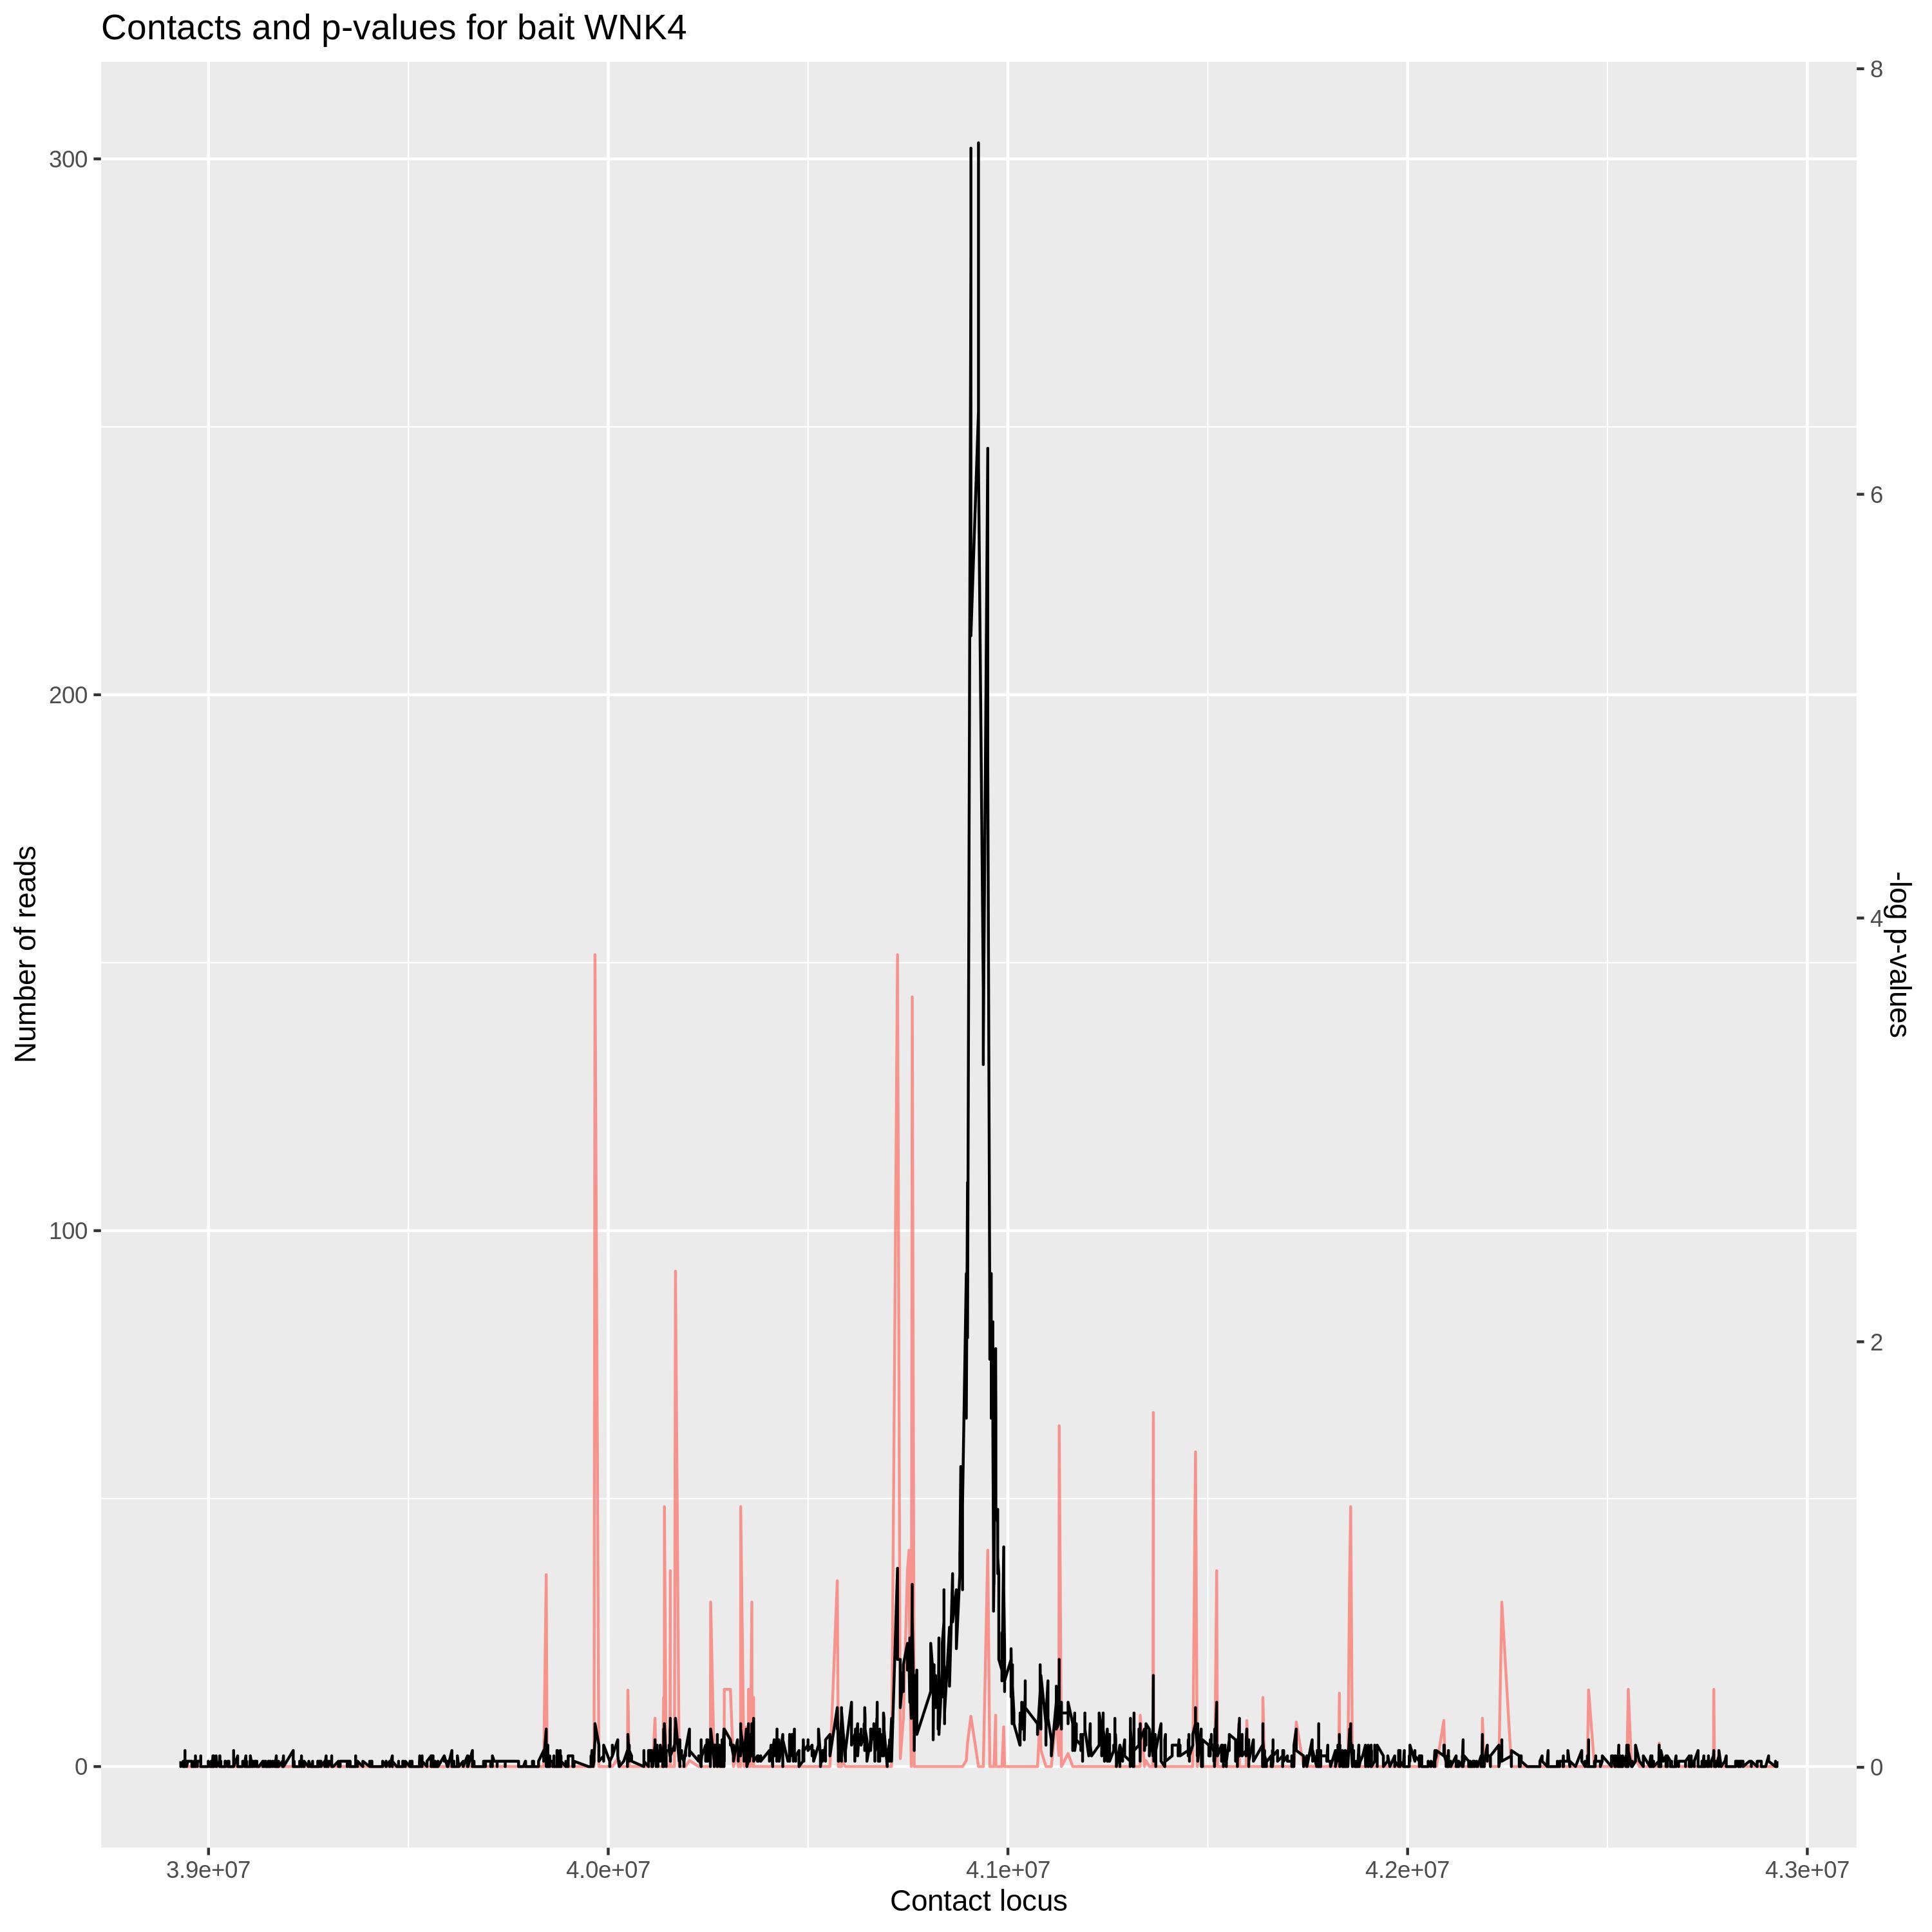 Contacts and p-values for bait WNK4
Number of reads
300
200
100
0
8
6
4
2
0
-log p-values
3.9e+07 4.0e+07 4.1e+07 4.2e+07 4.3e+07
Contact locus